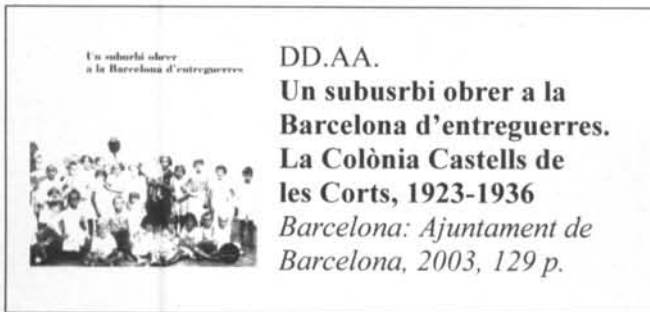 Un suburbi obrer
a la Barcelona d'entreguerres
DD.AA.
Un subusrbi obrer a la
Barcelona d'entreguerres.
La Colònia Castells de
les Corts, 1923-1936
Barcelona: Ajuntament de
Barcelona, 2003, 129 p.